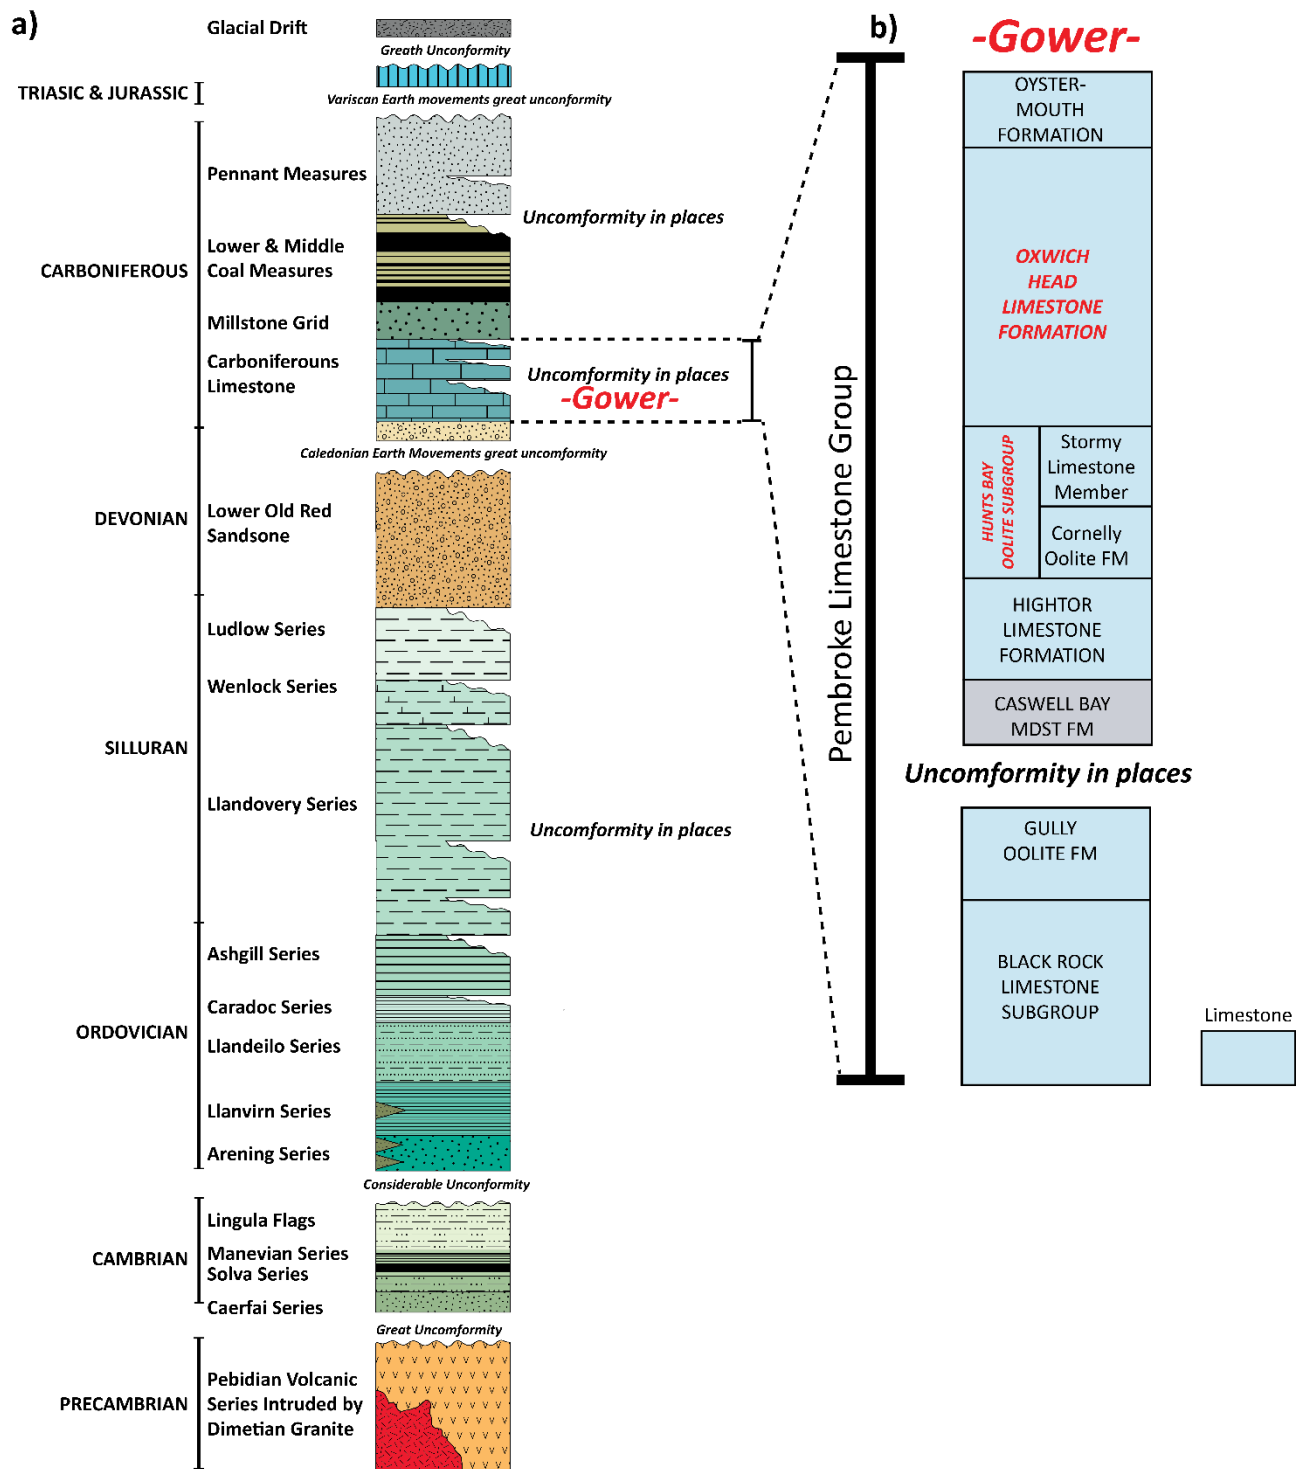 a)
Glacial Drift
Greath Unconformity
TRIASIC & JURASSIC
Variscan Earth movements great unconformity
Pennant Measures
Uncomformity in places
Lower & Middle
Coal Measures
CARBONIFEROUS
Millstone Grid
Carboniferouns
Limestone
Uncomformity in places
-Gower-
Caledonian Earth Movements great uncomformity
DEVONIAN
Lower Old Red
Sandsone
Ludlow Series
Wenlock Series
SILLURAN
Llandovery Series
Uncomformity in places
Ashgill Series
Caradoc Series
ORDOVICIAN
Llandeilo Series
Llanvirn Series
Arening Series
Considerable Unconformity
Lingula Flags
CAMBRIAN
Manevian Series
Solva Series
Caerfai Series
Great Uncomformity
PRECAMBRIAN
Pebidian Volcanic
Series Intruded by
Dimetian Granite
b)
-Gower-
Pembroke Limestone Group
OYSTER-
MOUTH
FORMATION
OXWICH
HEAD
LIMESTONE
FORMATION
HUNTS BAY
OOLITE SUBGROUP
Stormy
Limestone
Member
Cornelly
Oolite FM
HIGHTOR
LIMESTONE
FORMATION
CASWELL BAY
MDST FM
Uncomformity in places
GULLY
OOLITE FM
BLACK ROCK
LIMESTONE
SUBGROUP
Limestone